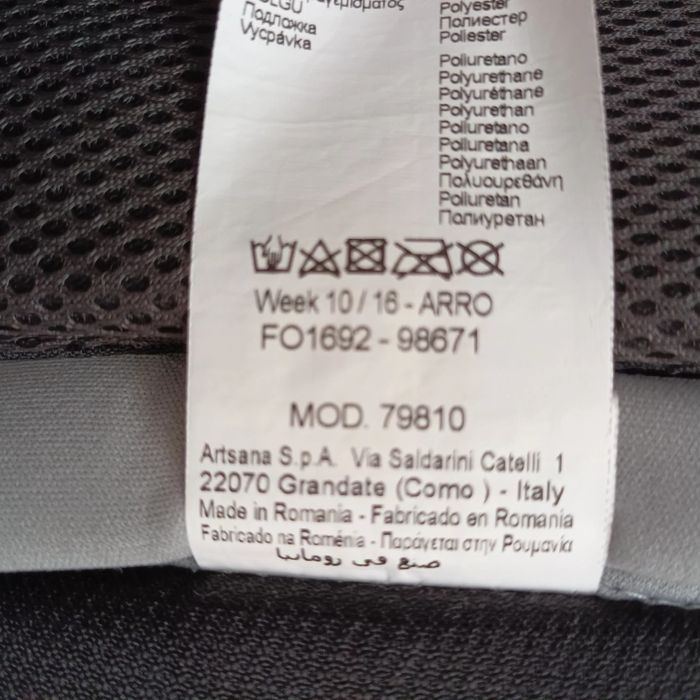 Подложка
Vycpávka
Polyester
Полиестер
Poliester
Poliuretano
Polyurethane
Polyuréthane
Polyurethan
Poliuretano
Poliuretana
Polyurethaan
Πολυουρεθάνη
Poliuretan
Полиуретан
Week 10 / 16 - ARRO
FO1692 - 98671
MOD. 79810
Artsana S.p.A. Via Saldarini Catelli 1
22070 Grandate (Como ) - Italy
Made in Romania - Fabricado en Romania
Fabricado na Roménia - Παράγεται στην Ρουμανία
صنع في رومانيا